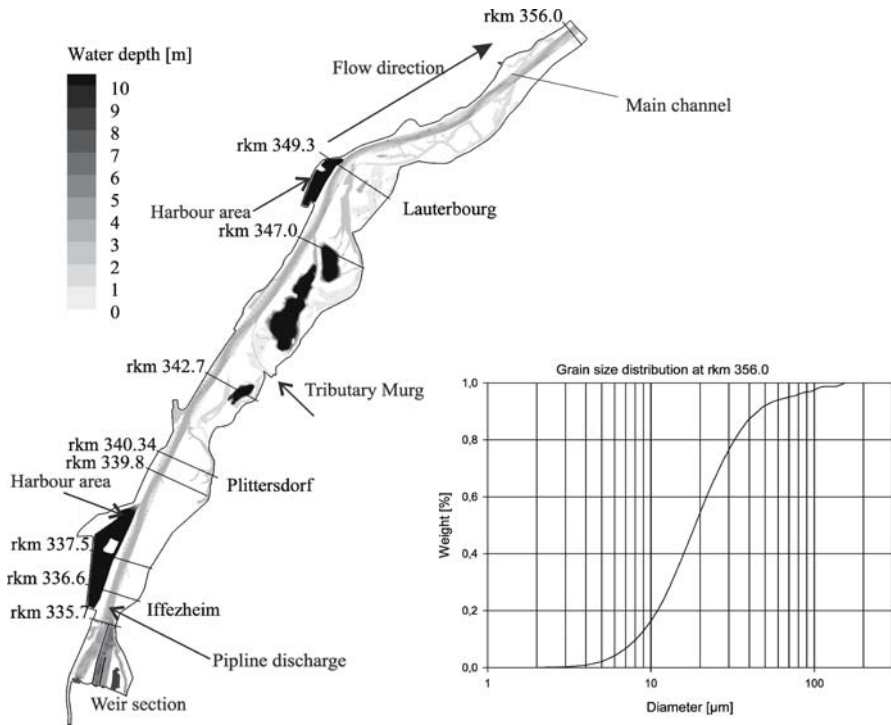 rkm 356.0
Water depth [m]
10
9
8
7
6
5
4
3
2
1
0
Flow direction
Main channel
rkm 349.3
Harbour area
Lauterbourg
rkm 347.0
rkm 342.7
Tributary Murg
rkm 340.34
rkm 339.8
Harbour area
Plittersdorf
rkm 337.5
rkm 336.6
rkm 335.7
Iffezheim
Pipline discharge
Weir section
Grain size distribution at rkm 356.0
1,0
0,8
0,6
0,4
0,2
0,0
Weight [%]
1
10
100
Diameter [µm]